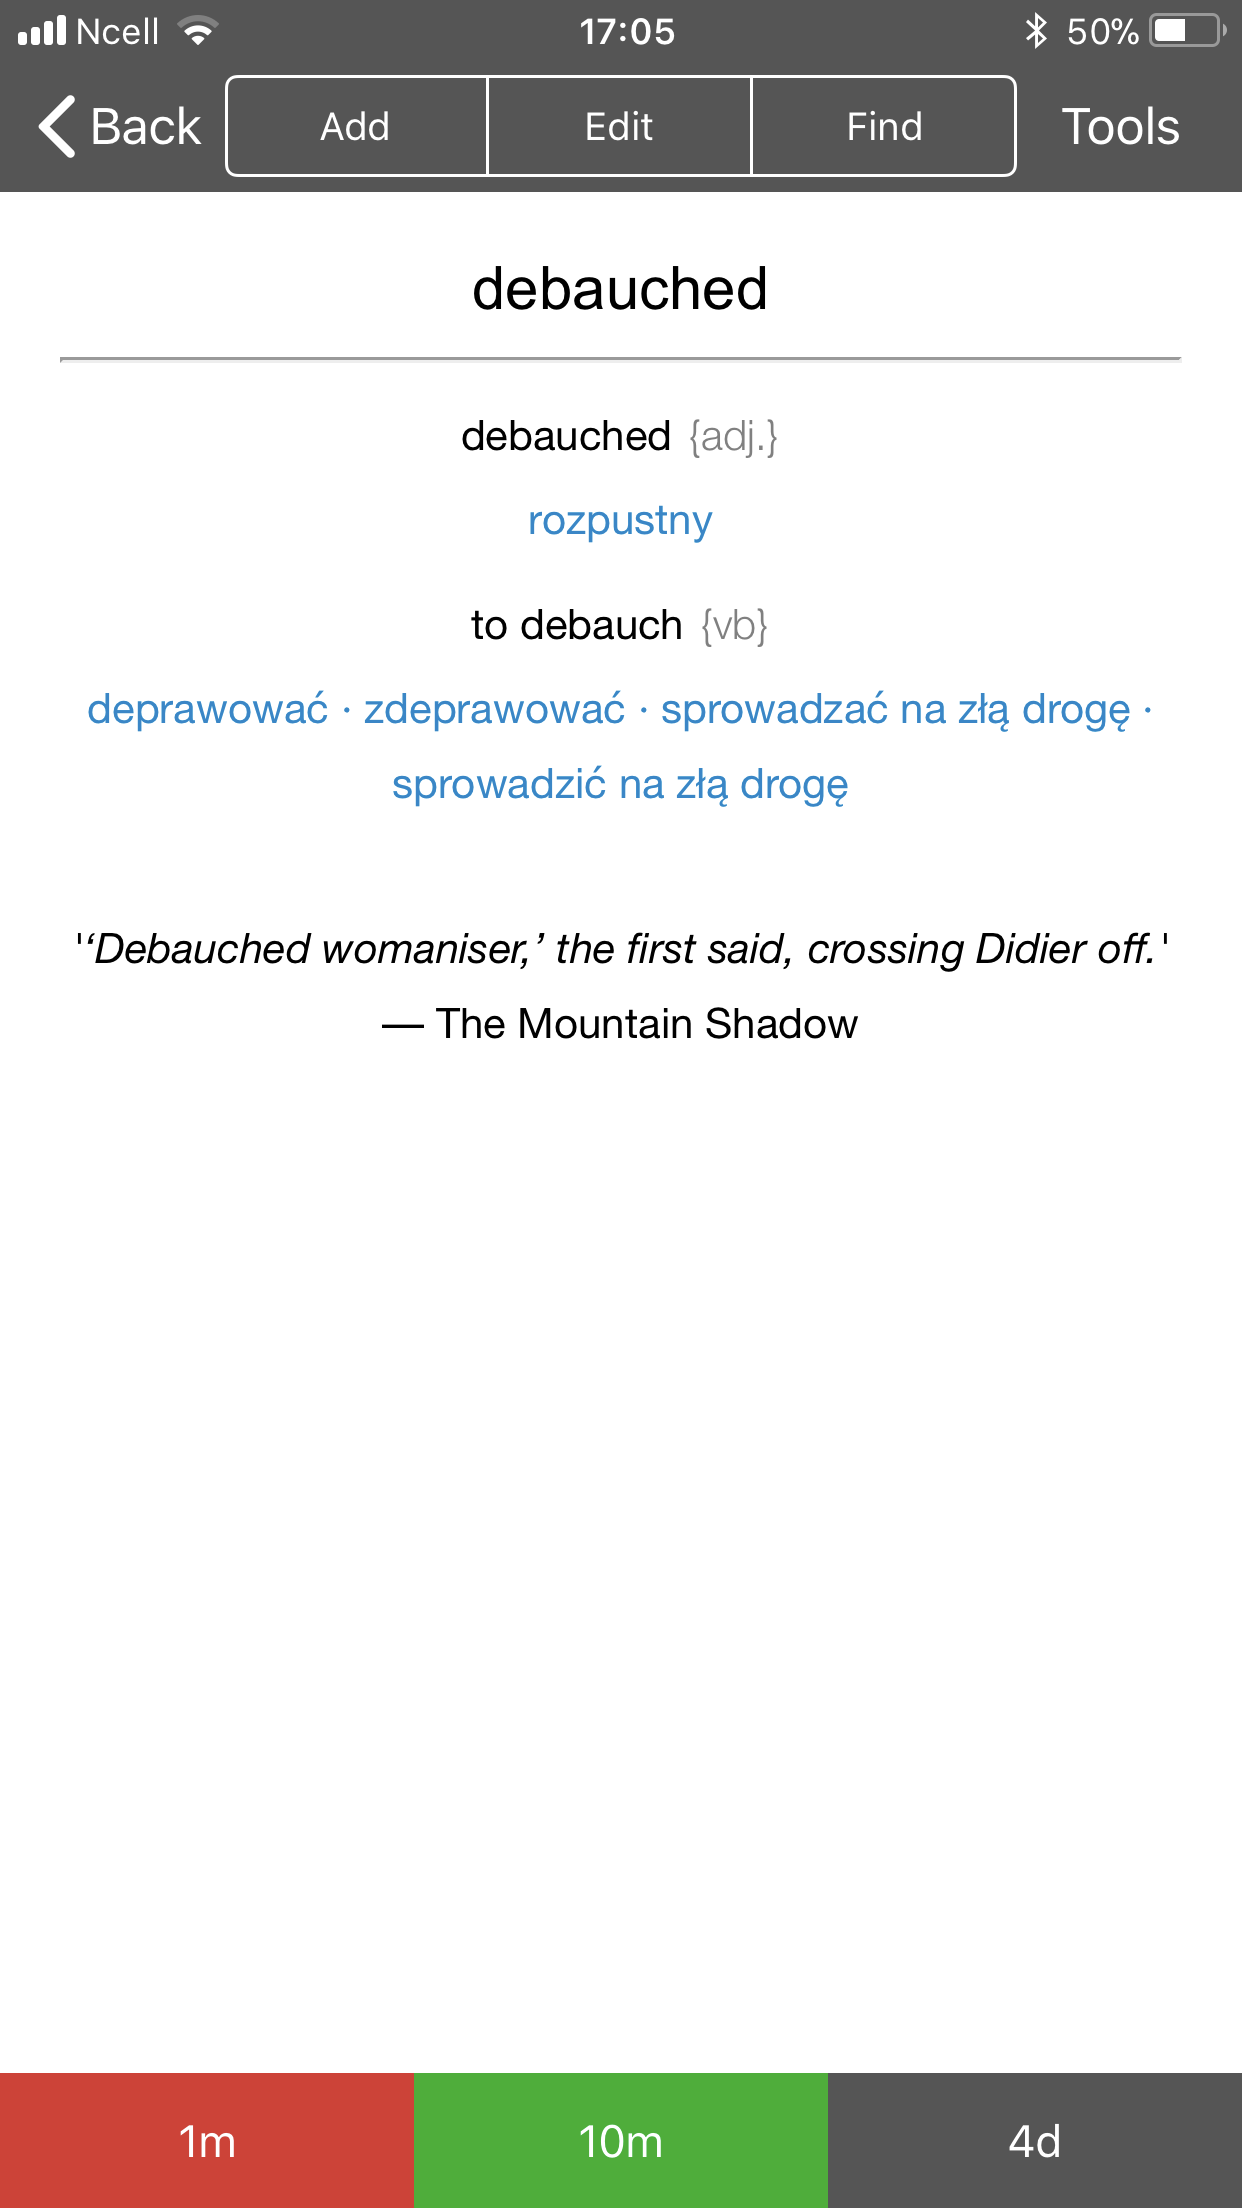 Ncell 17:05 50%
Back Add Edit Find Tools
debauched
debauched {adj.}
rozpustny
to debauch {vb}
deprawować · zdeprawować · sprowadzać na złą drogę ·
sprowadzić na złą drogę
'‘Debauched womaniser,’ the first said, crossing Didier off.'
— The Mountain Shadow
1m 10m 4d